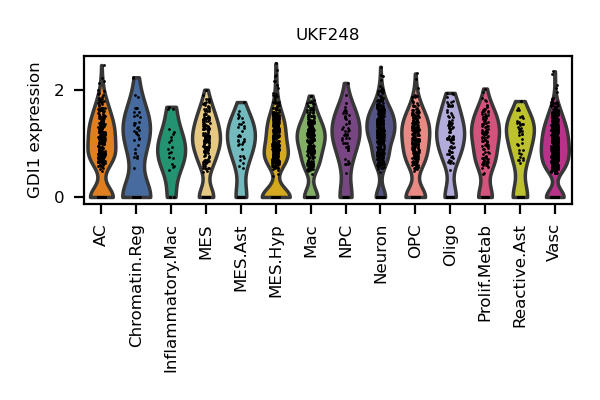 UKF248
GDI1 expression
2
0
AC
Chromatin.Reg
Inflammatory.Mac
MES
MES.Ast
MES.Hyp
Mac
NPC
Neuron
OPC
Oligo
Prolif.Metab
Reactive.Ast
Vasc